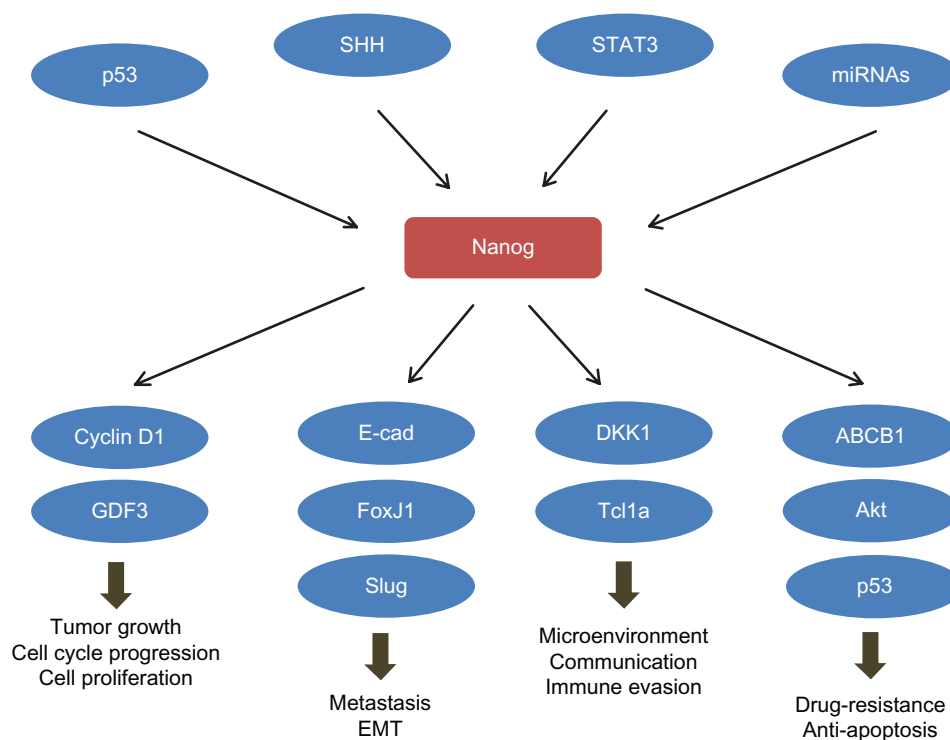 p53
SHH
STAT3
miRNAs
Nanog
Cyclin D1
GDF3
Tumor growth
Cell cycle progression
Cell proliferation
E-cad
FoxJ1
Slug
Metastasis
EMT
DKK1
Tcl1a
Microenvironment
Communication
Immune evasion
ABCB1
Akt
p53
Drug-resistance
Anti-apoptosis